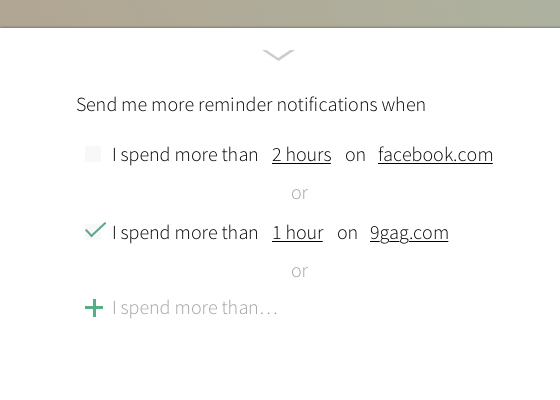 Send me more reminder notifications when
I spend more than 2 hours on facebook.com
or
I spend more than 1 hour on 9gag.com
or
I spend more than...